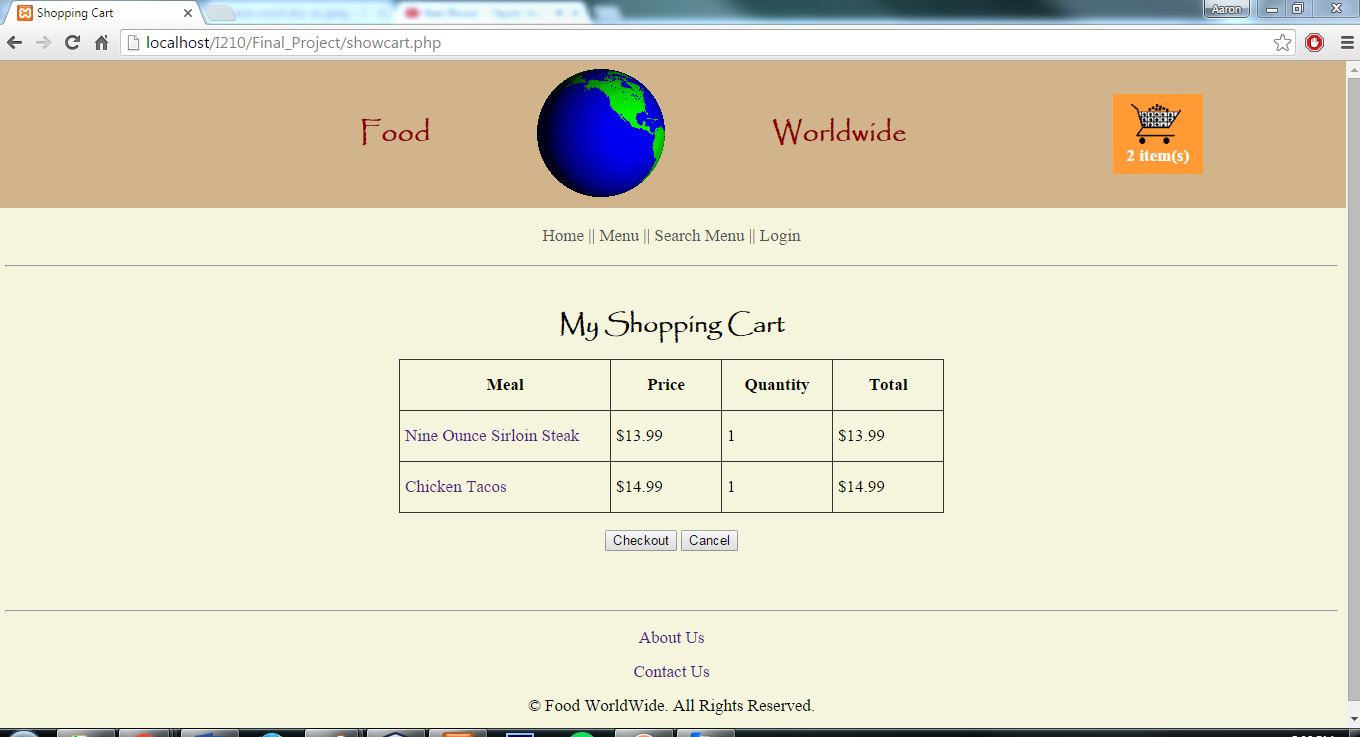 Shopping Cart
Aaron
localhost/I210/Final_Project/showcart.php
Food Worldwide
2 item(s)
Home || Menu || Search Menu || Login
My Shopping Cart
Meal Price Quantity Total
Nine Ounce Sirloin Steak $13.99 1 $13.99
Chicken Tacos $14.99 1 $14.99
Checkout Cancel
About Us
Contact Us
© Food WorldWide. All Rights Reserved.